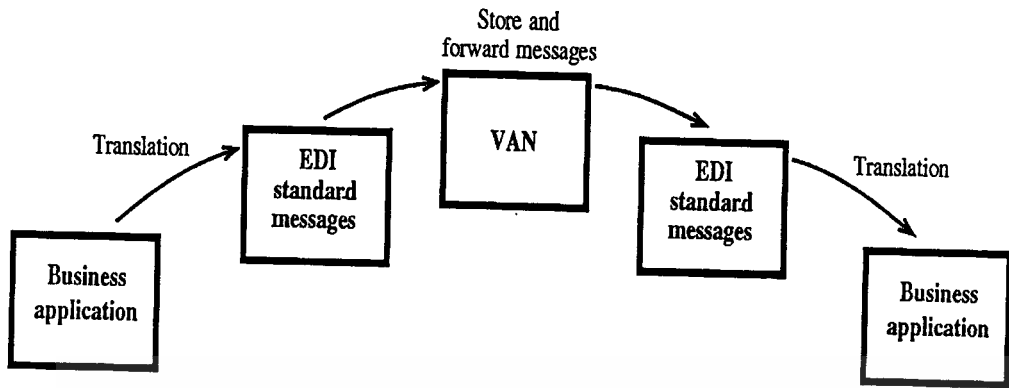 Store and
forward messages
VAN
Translation
EDI
standard
messages
EDI
standard
messages
Translation
Business
application
Business
application